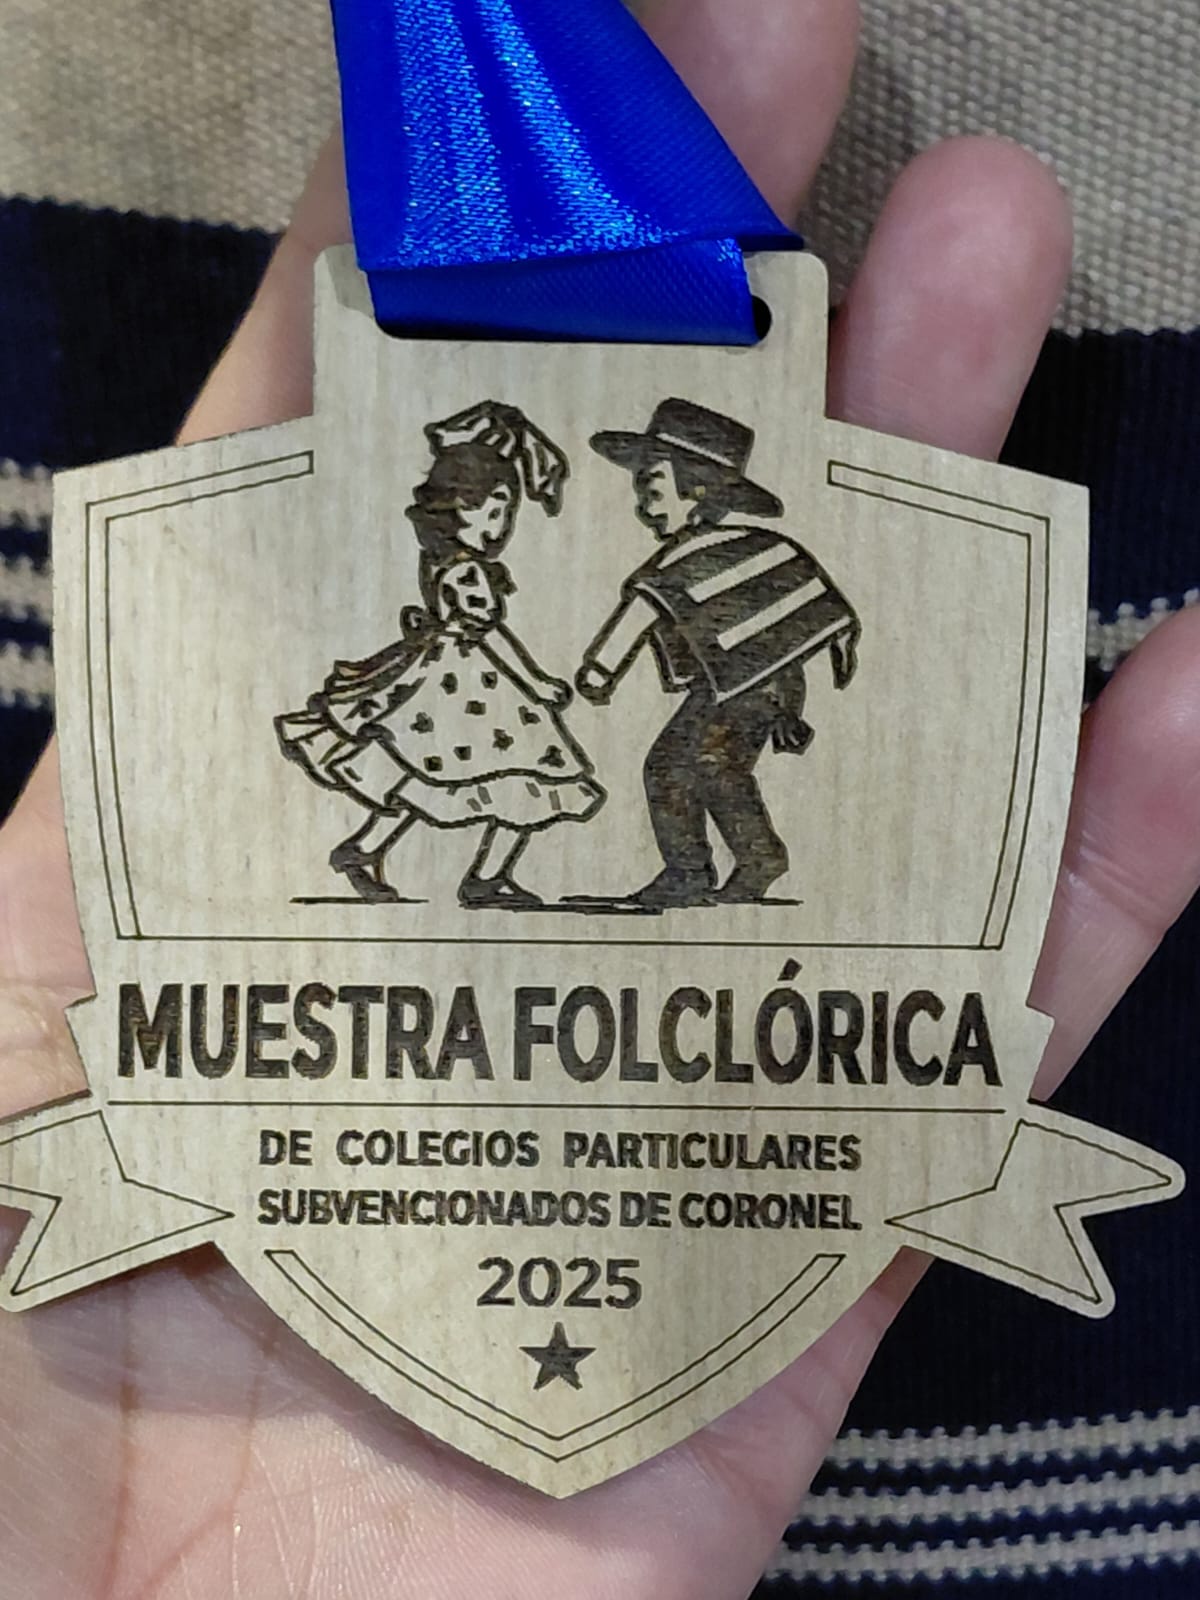 MUESTRA FOLCLÓRICA
DE COLEGIOS PARTICULARES
SUBVENCIONADOS DE CORONEL
2025